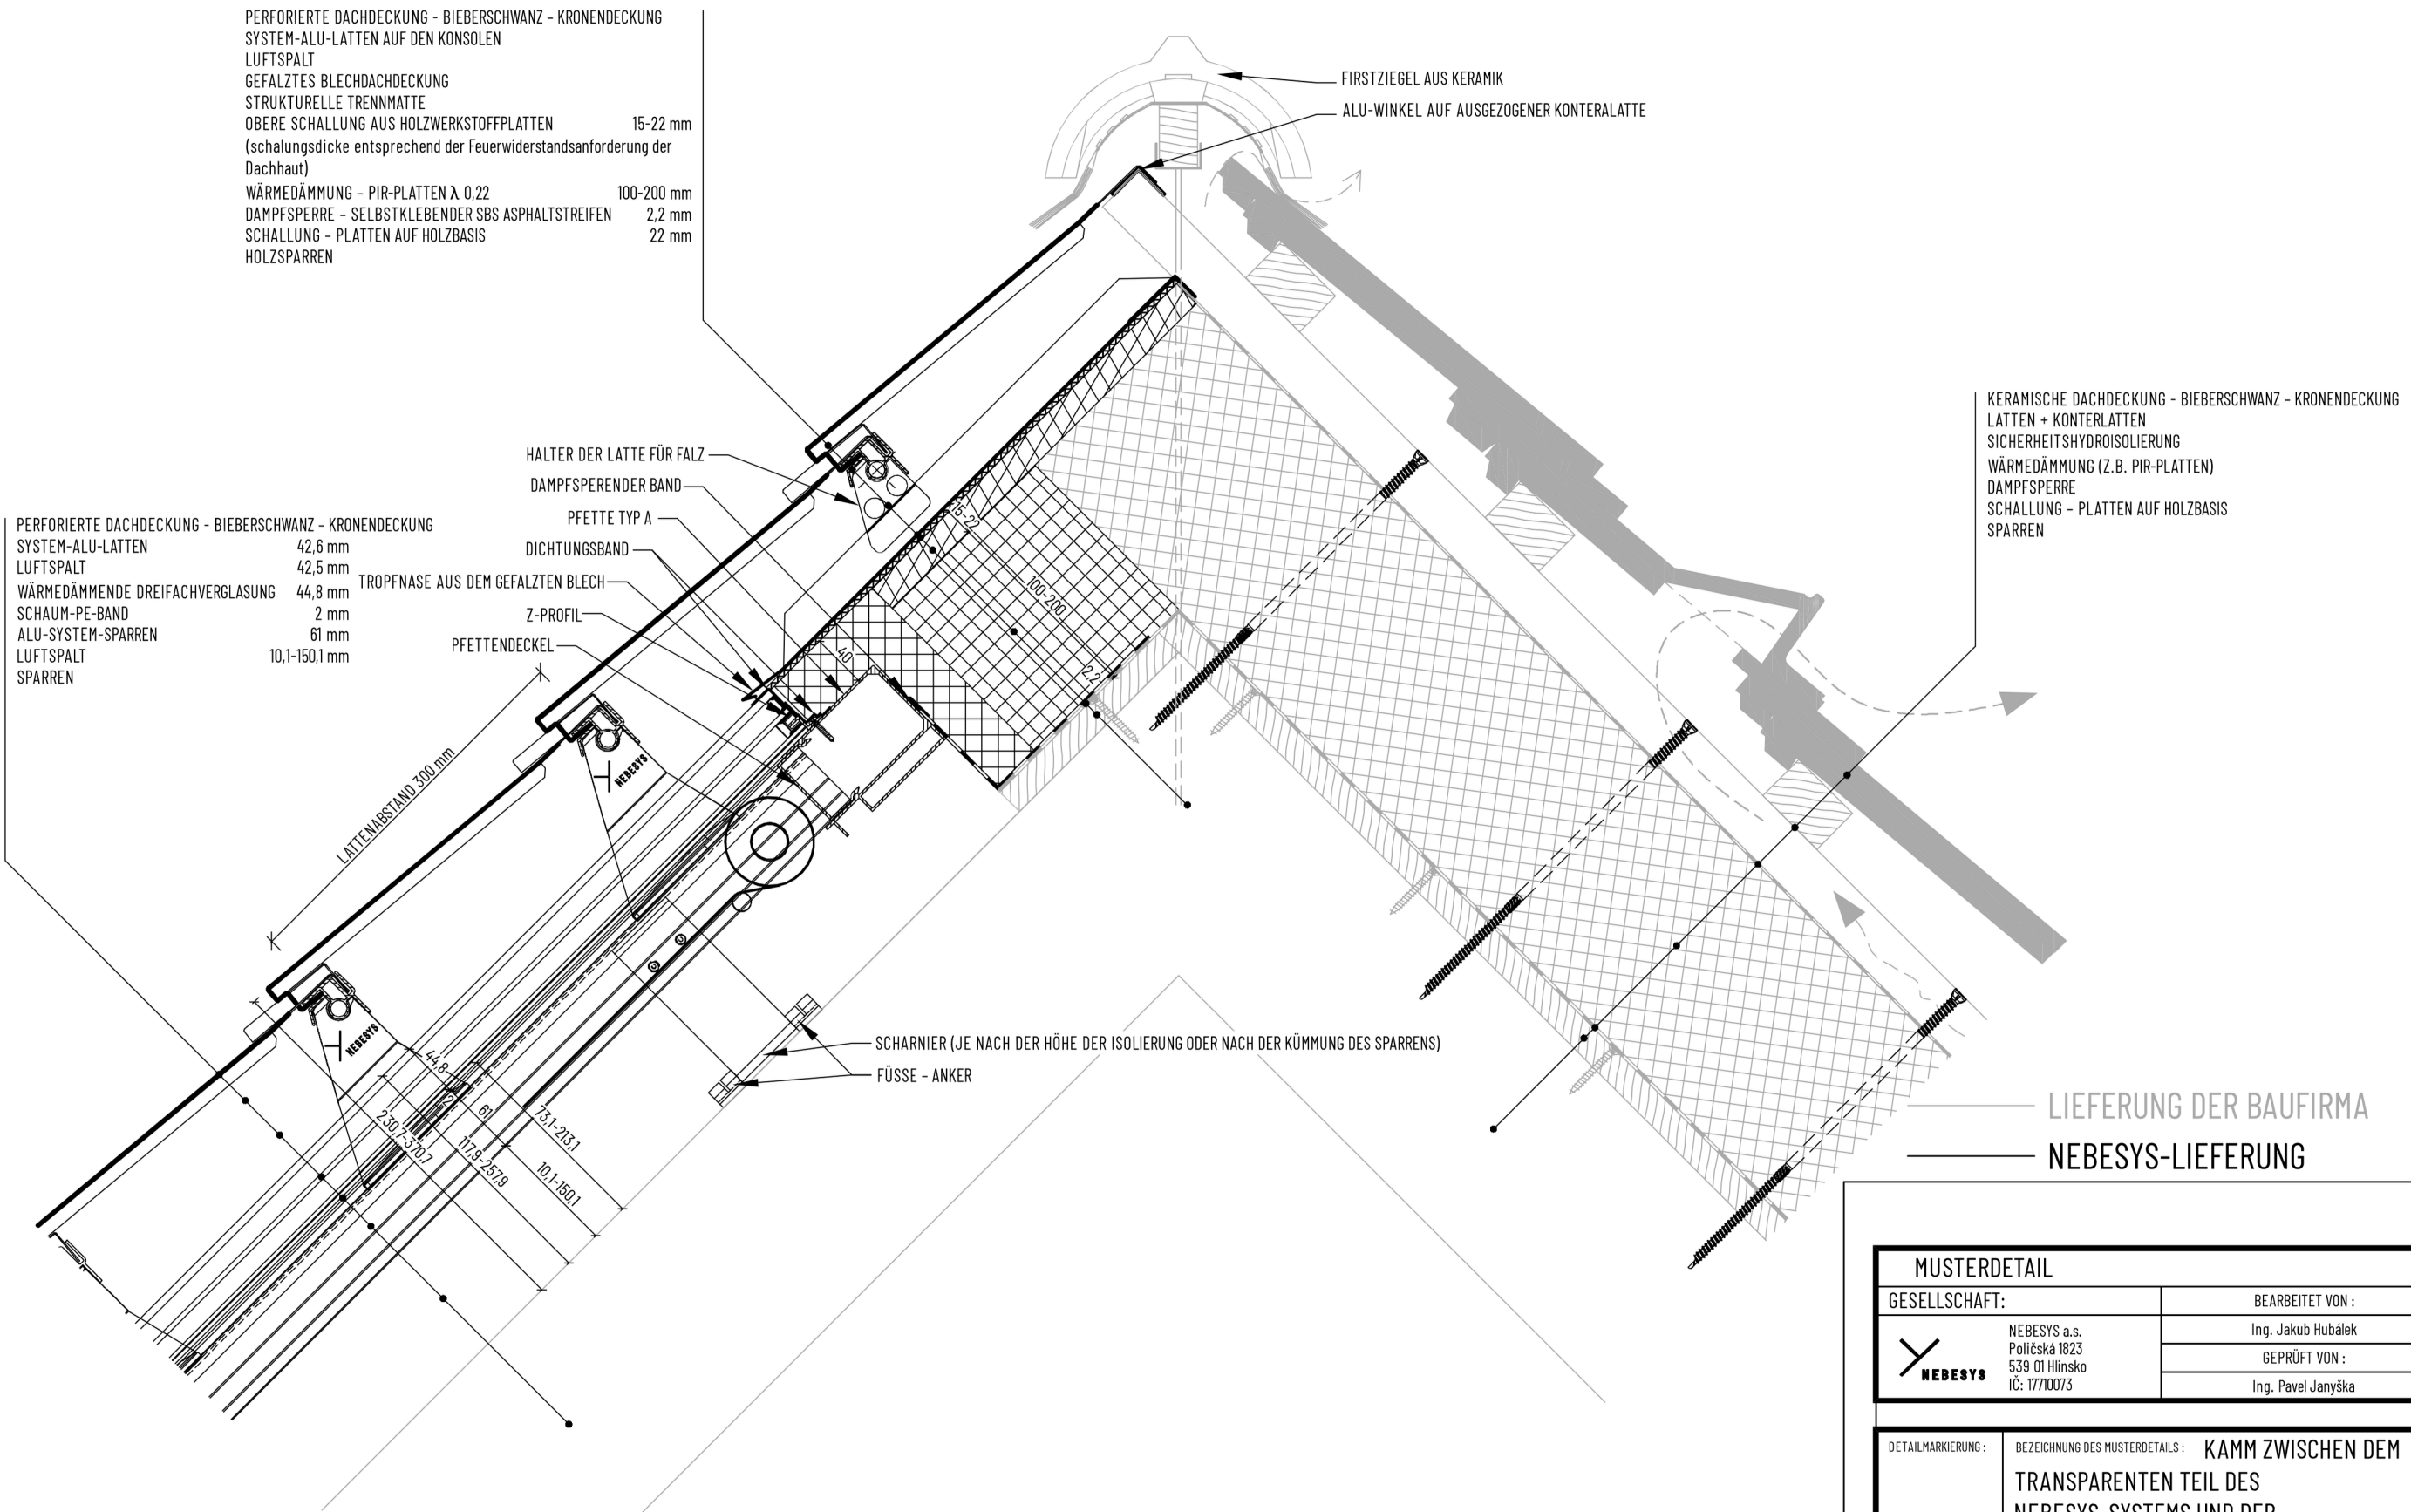 PERFORIERTE DACHDECKUNG - BIEBERSCHWANZ - KRONENDECKUNG
SYSTEM-ALU-LATTEN AUF DEN KONSOLEN
LUFTSPALT
GEFALZTES BLECHDACHDECKUNG
STRUKTURELLE TRENNMATTE
OBERE SCHALLUNG AUS HOLZWERKSTOFFPLATTEN 15-22 mm
(schalungsdicke entsprechend der Feuerwiderstandsanforderung der
Dachhaut)
WÄRMEDÄMMUNG - PIR-PLATTEN λ 0,22 100-200 mm
DAMPFSPERRE - SELBSTKLEBENDER SBS ASPHALTSTREIFEN 2,2 mm
SCHALLUNG - PLATTEN AUF HOLZBASIS 22 mm
HOLZSPARREN
FIRSTZIEGEL AUS KERAMIK
ALU-WINKEL AUF AUSGEZOGENER KONTERALATTE
KERAMISCHE DACHDECKUNG - BIEBERSCHWANZ - KRONENDECKUNG
LATTEN + KONTERLATTEN
SICHERHEITSHYDROISOLIERUNG
WÄRMEDÄMMUNG (Z.B. PIR-PLATTEN)
DAMPFSPERRE
SCHALLUNG - PLATTEN AUF HOLZBASIS
SPARREN
HALTER DER LATTE FÜR FALZ
DAMPFSPERENDER BAND
PFETTE TYP A
DICHTUNGSBAND
TROPFNASE AUS DEM GEFALZTEN BLECH
Z-PROFIL
PFETTENDECKEL
PERFORIERTE DACHDECKUNG - BIEBERSCHWANZ - KRONENDECKUNG
SYSTEM-ALU-LATTEN 42,6 mm
LUFTSPALT 42,5 mm
WÄRMEDÄMMENDE DREIFACHVERGLASUNG 44,8 mm
SCHAUM-PE-BAND 2 mm
ALU-SYSTEM-SPARREN 61 mm
LUFTSPALT 10,1-150,1 mm
SPARREN
15-22
100-200
40
2,2
LATTENABSTAND 300 mm
NEBESYS
NEBESYS
44,8
2
61
73,1-213,1
230,7-370,7
117,9-257,9
10,1-150,1
SCHARNIER (JE NACH DER HÖHE DER ISOLIERUNG ODER NACH DER KÜMMUNG DES SPARRENS)
FÜSSE - ANKER
LIEFERUNG DER BAUFIRMA
NEBESYS-LIEFERUNG
MUSTERDETAIL
GESELLSCHAFT:
BEARBEITET VON :
NEBESYS
NEBESYS a.s.
Poličská 1823
539 01 Hlinsko
IČ: 17710073
Ing. Jakub Hubálek
GEPRÜFT VON :
Ing. Pavel Janyška
DETAILMARKIERUNG :
BEZEICHNUNG DES MUSTERDETAILS : KAMM ZWISCHEN DEM
TRANSPARENTEN TEIL DES
NEBESYS-SYSTEMS UND DER